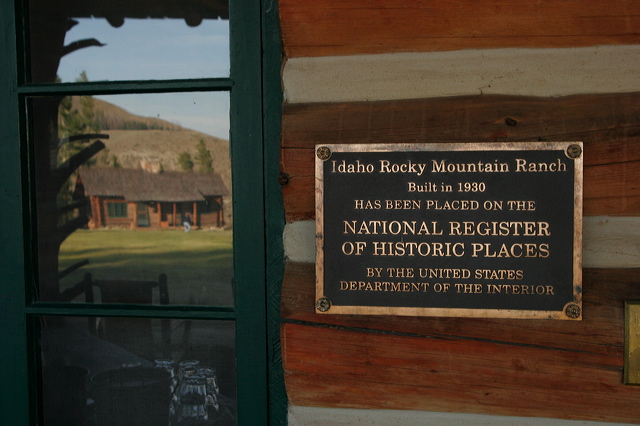 Idaho Rocky Mountain Ranch
Built in 1930
HAS BEEN PLACED ON THE
NATIONAL REGISTER
OF HISTORIC PLACES
BY THE UNITED STATES
DEPARTMENT OF THE INTERIOR